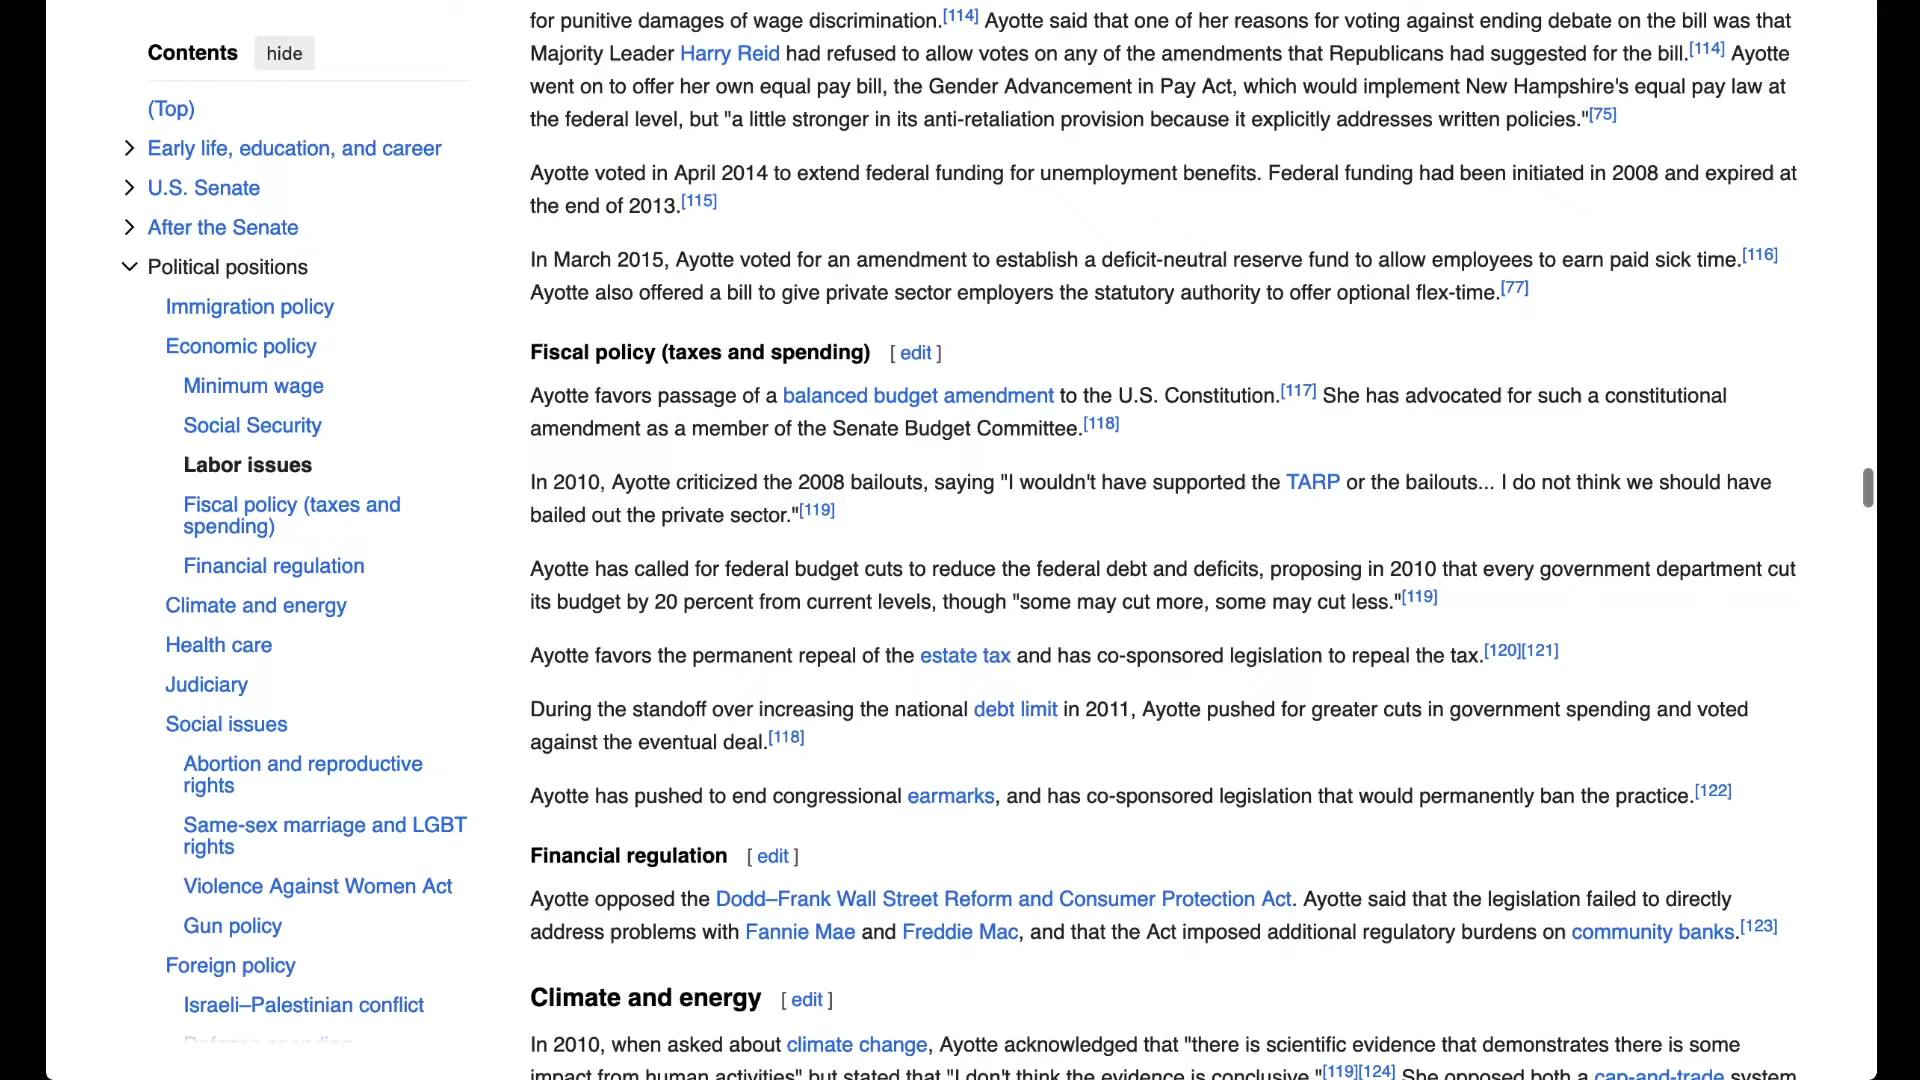 Contents hide
(Top)
Early life, education, and career
U.S. Senate
After the Senate
Political positions
Immigration policy
Economic policy
Minimum wage
Social Security
Labor issues
Fiscal policy (taxes and
spending)
Financial regulation
Climate and energy
Health care
Judiciary
Social issues
Abortion and reproductive
rights
Same-sex marriage and LGBT
rights
Violence Against Women Act
Gun policy
Foreign policy
Israeli–Palestinian conflict
for punitive damages of wage discrimination.[114] Ayotte said that one of her reasons for voting against ending debate on the bill was that
Majority Leader Harry Reid had refused to allow votes on any of the amendments that Republicans had suggested for the bill.[114] Ayotte
went on to offer her own equal pay bill, the Gender Advancement in Pay Act, which would implement New Hampshire's equal pay law at
the federal level, but "a little stronger in its anti-retaliation provision because it explicitly addresses written policies."[75]
Ayotte voted in April 2014 to extend federal funding for unemployment benefits. Federal funding had been initiated in 2008 and expired at
the end of 2013.[115]
In March 2015, Ayotte voted for an amendment to establish a deficit-neutral reserve fund to allow employees to earn paid sick time.[116]
Ayotte also offered a bill to give private sector employers the statutory authority to offer optional flex-time.[77]
Fiscal policy (taxes and spending) [ edit ]
Ayotte favors passage of a balanced budget amendment to the U.S. Constitution.[117] She has advocated for such a constitutional
amendment as a member of the Senate Budget Committee.[118]
In 2010, Ayotte criticized the 2008 bailouts, saying "I wouldn't have supported the TARP or the bailouts... I do not think we should have
bailed out the private sector."[119]
Ayotte has called for federal budget cuts to reduce the federal debt and deficits, proposing in 2010 that every government department cut
its budget by 20 percent from current levels, though "some may cut more, some may cut less."[119]
Ayotte favors the permanent repeal of the estate tax and has co-sponsored legislation to repeal the tax.[120][121]
During the standoff over increasing the national debt limit in 2011, Ayotte pushed for greater cuts in government spending and voted
against the eventual deal.[118]
Ayotte has pushed to end congressional earmarks, and has co-sponsored legislation that would permanently ban the practice.[122]
Financial regulation [ edit ]
Ayotte opposed the Dodd–Frank Wall Street Reform and Consumer Protection Act. Ayotte said that the legislation failed to directly
address problems with Fannie Mae and Freddie Mac, and that the Act imposed additional regulatory burdens on community banks.[123]
Climate and energy [ edit ]
In 2010, when asked about climate change, Ayotte acknowledged that "there is scientific evidence that demonstrates there is some
impact from human activities" but stated that "I don't think the evidence is conclusive."[119][124] She opposed both a cap-and-trade system